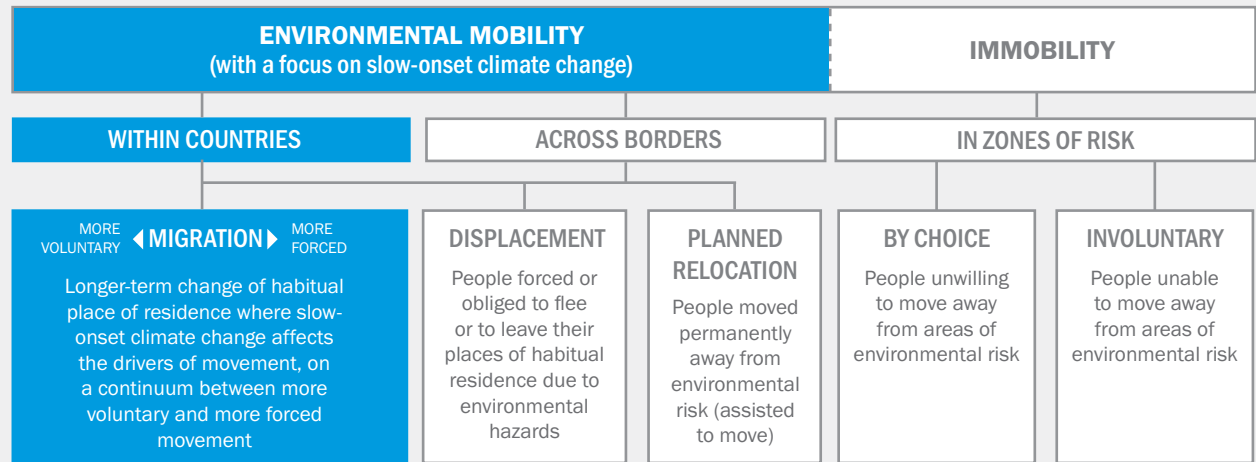 ENVIRONMENTAL MOBILITY
(with a focus on slow-onset climate change)
IMMOBILITY
WITHIN COUNTRIES
ACROSS BORDERS
IN ZONES OF RISK
MORE VOLUNTARY
MIGRATION
MORE FORCED
Longer-term change of habitual
place of residence where slow-
onset climate change affects
the drivers of movement, on
a continuum between more
voluntary and more forced
movement
DISPLACEMENT
People forced or
obliged to flee
or to leave their
places of habitual
residence due to
environmental
hazards
PLANNED
RELOCATION
People moved
permanently
away from
environmental
risk (assisted
to move)
BY CHOICE
People unwilling
to move away
from areas of
environmental risk
INVOLUNTARY
People unable
to move away
from areas of
environmental risk